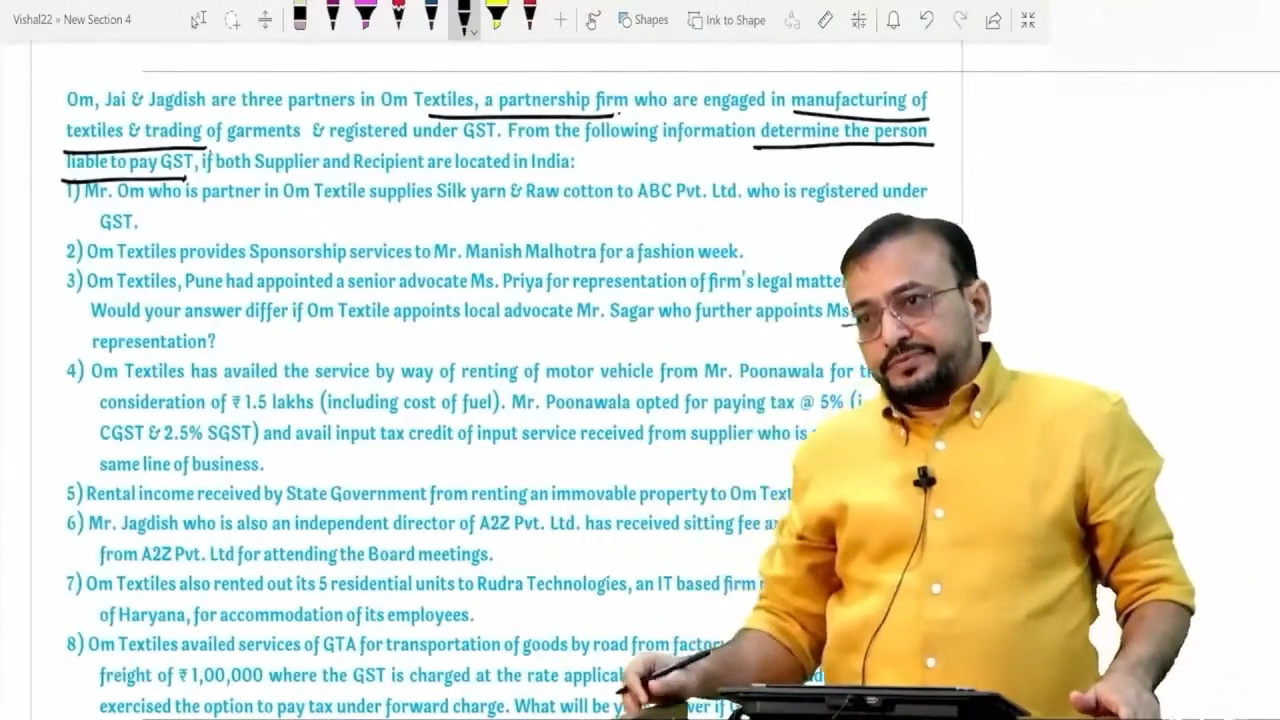 Vishal22 » New Section 4
Shapes
Ink to Shape
Om, Jai & Jagdish are three partners in Om Textiles, a partnership firm who are engaged in manufacturing of
textiles & trading of garments & registered under GST. From the following information determine the person
liable to pay GST, if both Supplier and Recipient are located in India:
1) Mr. Om who is partner in Om Textile supplies Silk yarn & Raw cotton to ABC Pvt. Ltd. who is registered under
GST.
2) Om Textiles provides Sponsorship services to Mr. Manish Malhotra for a fashion week.
3) Om Textiles, Pune had appointed a senior advocate Ms. Priya for representation of firm's legal
Would your answer differ if Om Textile appoints local advocate Mr. Sagar who further appoints Ms
representation?
4) Om Textiles has availed the service by way of renting of motor vehicle from Mr. Poonawala for
consideration of ₹ 1.5 lakhs (including cost of fuel). Mr. Poonawala opted for paying tax @ 5%
CGST & 2.5% SGST) and avail input tax credit of input service received from supplier who is
same line of business.
5) Rental income received by State Government from renting an immovable property to Om
6) Mr. Jagdish who is also an independent director of A2Z Pvt. Ltd. has received sitting fee
from A2Z Pvt. Ltd for attending the Board meetings.
7) Om Textiles also rented out its 5 residential units to Rudra Technologies, an IT based firm
of Haryana, for accommodation of its employees.
8) Om Textiles availed services of GTA for transportation of goods by road from
freight of ₹ 1,00,000 where the GST is charged at the rate
exercised the option to pay tax under forward charge. What will be